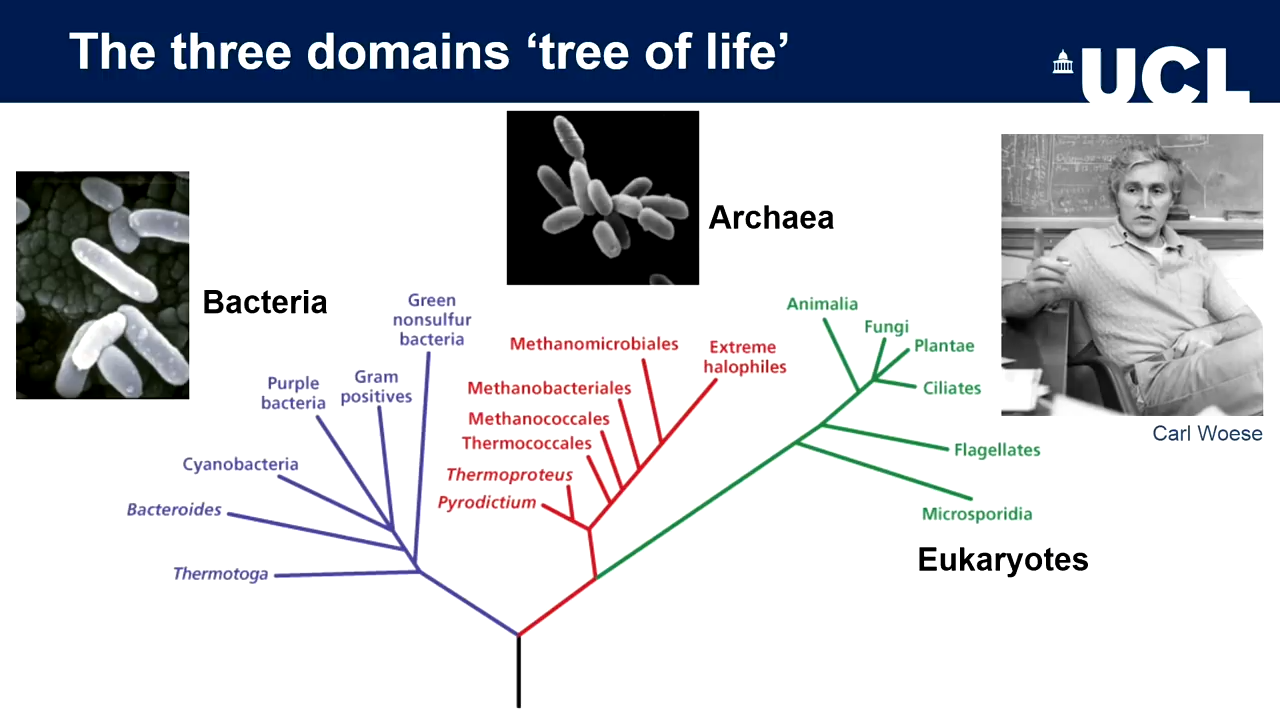 The three domains ‘tree of life’
UCL
Archaea
Bacteria
Green
nonsulfur
bacteria
Purple
bacteria
Gram
positives
Cyanobacteria
Bacteroides
Thermotoga
Methanomicrobiales
Extreme
halophiles
Methanobacteriales
Methanococcales
Thermococcales
Thermoproteus
Pyrodictium
Animalia
Fungi
Plantae
Ciliates
Flagellates
Microsporidia
Eukaryotes
Carl Woese